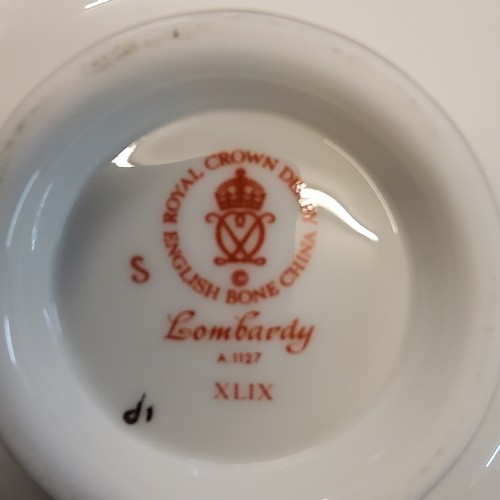 ROYAL CROWN DERBY
ENGLISH BONE CHINA
©
S
Lombardy
A.1127
XLIX
d1